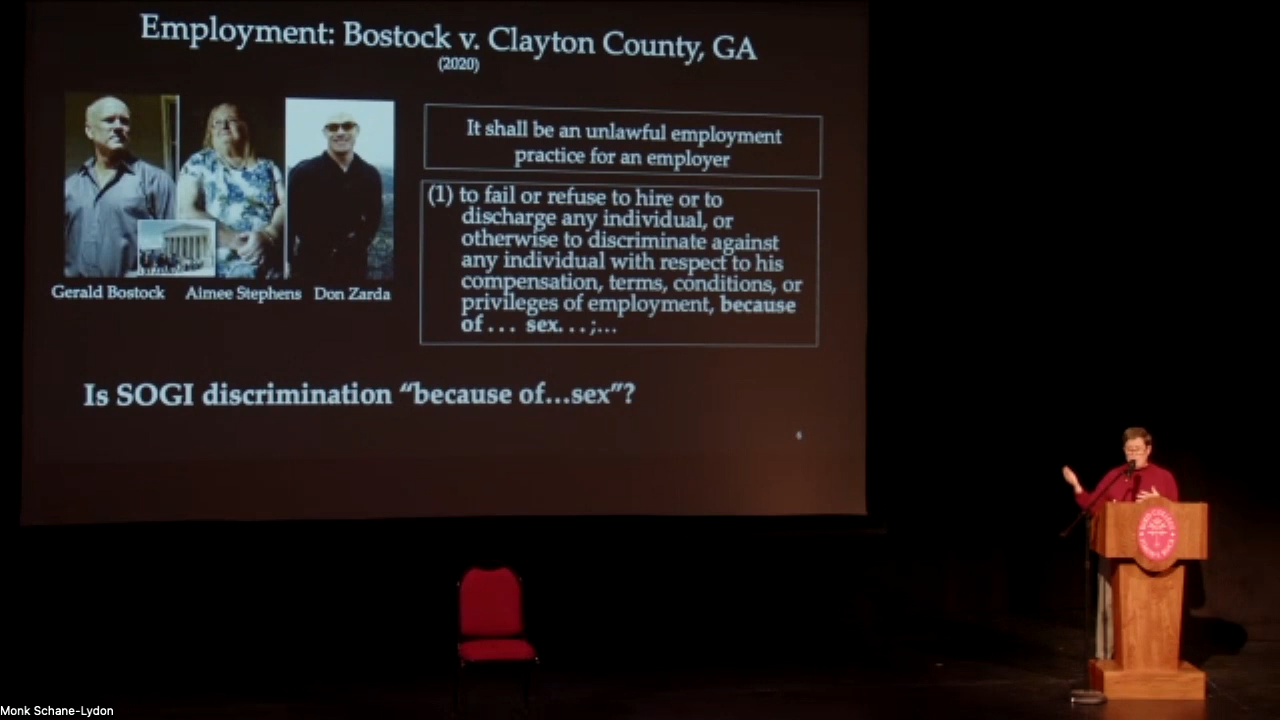 Employment: Bostock v. Clayton County, GA
(2020)
Gerald Bostock Aimee Stephens Don Zarda
It shall be an unlawful employment
practice for an employer
(1) to fail or refuse to hire or to
discharge any individual, or
otherwise to discriminate against
any individual with respect to his
compensation, terms, conditions, or
privileges of employment, because
of . . . sex. . . ;...
Is SOGI discrimination “because of...sex”?
6
Monk Schane-Lydon